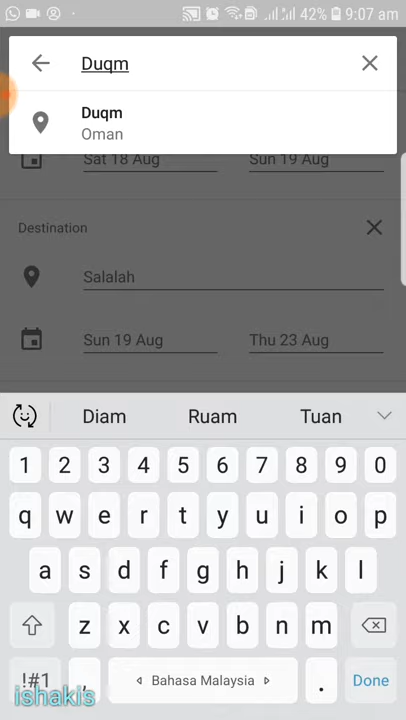 42% 9:07 am
Duqm
Duqm
Oman
Sat 18 Aug Sun 19 Aug
Destination
Salalah
Sun 19 Aug Thu 23 Aug
Diam Ruam Tuan
1 2 3 4 5 6 7 8 9 0
q w e r t y u i o p
a s d f g h j k l
z x c v b n m
!#1 , Bahasa Malaysia . Done
ishakis